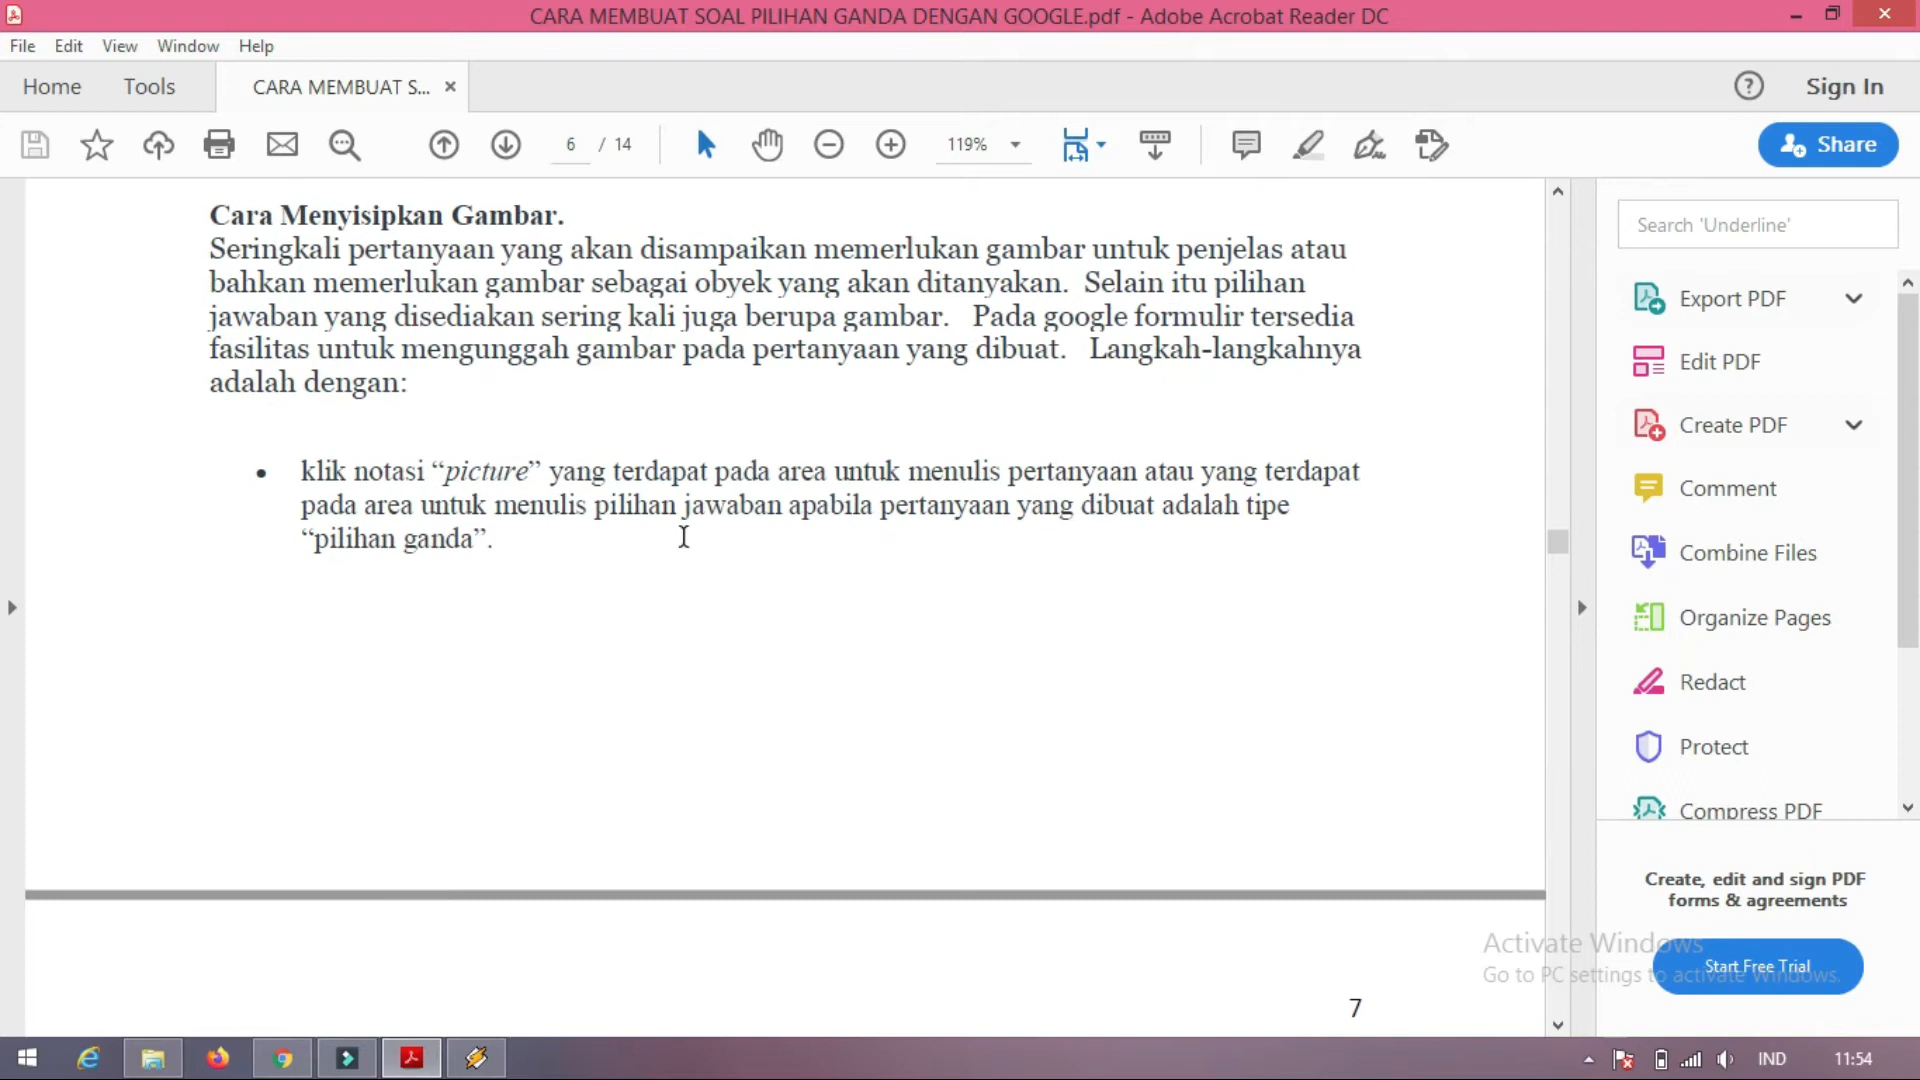 CARA MEMBUAT SOAL PILIHAN GANDA DENGAN GOOGLE.pdf - Adobe Acrobat Reader DC
File Edit View Window Help
Home Tools CARA MEMBUAT S... × ? Sign In
6 / 14 119% Share
Cara Menyisipkan Gambar.
Seringkali pertanyaan yang akan disampaikan memerlukan gambar untuk penjelas atau
bahkan memerlukan gambar sebagai obyek yang akan ditanyakan. Selain itu pilihan
jawaban yang disediakan sering kali juga berupa gambar. Pada google formulir tersedia
fasilitas untuk mengunggah gambar pada pertanyaan yang dibuat. Langkah-langkahnya
adalah dengan:
• klik notasi “picture” yang terdapat pada area untuk menulis pertanyaan atau yang terdapat
pada area untuk menulis pilihan jawaban apabila pertanyaan yang dibuat adalah tipe
“pilihan ganda”.
7
Search 'Underline'
Export PDF
Edit PDF
Create PDF
Comment
Combine Files
Organize Pages
Redact
Protect
Compress PDF
Create, edit and sign PDF
forms & agreements
Start Free Trial
Activate Windows
Go to PC settings to activate Windows.
IND 11:54